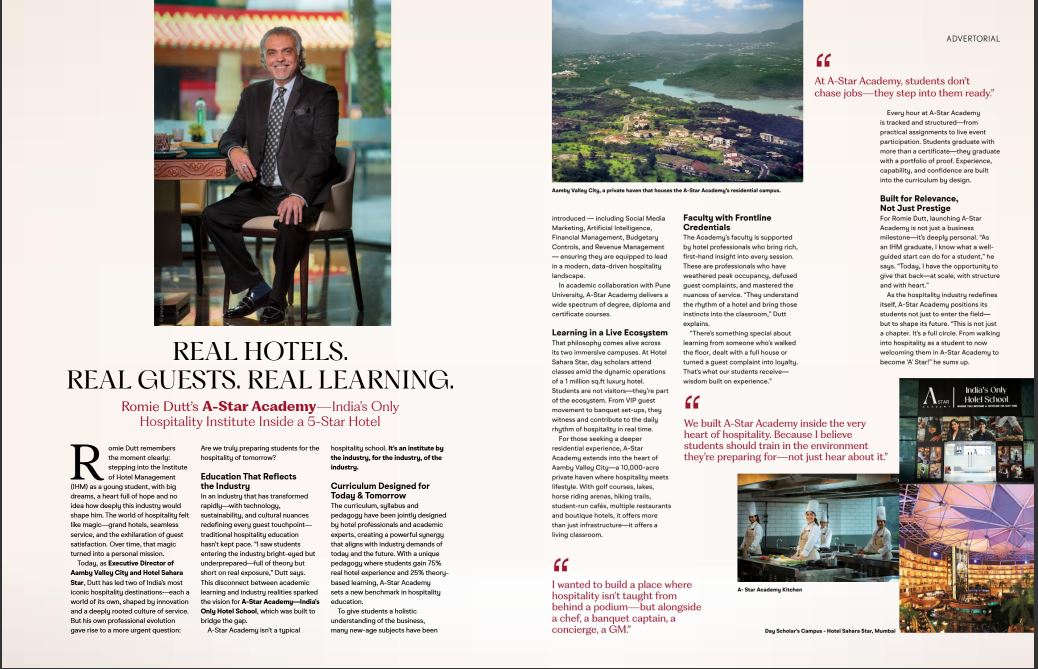 REAL HOTELS.
REAL GUESTS. REAL LEARNING.
Romie Dutt's A-Star Academy—India's Only
Hospitality Institute Inside a 5-Star Hotel
Romie Dutt remembers
the moment clearly:
stepping into the Institute
of Hotel Management
(IHM) as a young student, with big
dreams, a heart full of hope and no
idea how deeply this industry would
shape him. The world of hospitality felt
like magic—grand hotels, seamless
service, and the exhilaration of guest
satisfaction. Over time, that magic
turned into a personal mission.
Today, as Executive Director of
Aamby Valley City and Hotel Sahara
Star, Dutt has led two of India's most
iconic hospitality destinations—each a
world of its own, shaped by innovation
and a deeply rooted culture of service.
But his own professional evolution
gave rise to a more urgent question:
Are we truly preparing students for the
hospitality of tomorrow?
Education That Reflects
the Industry
In an industry that has transformed
rapidly—with technology,
sustainability, and cultural nuances
redefining every guest touchpoint—
traditional hospitality education
hasn't kept pace. "I saw students
entering the industry bright-eyed but
underprepared—full of theory but
short on real exposure," Dutt says.
This disconnect between academic
learning and industry realities sparked
the vision for A-Star Academy—India's
Only Hotel School, which was built to
bridge the gap.
A-Star Academy isn't a typical
hospitality school. It's an institute by
the industry, for the industry, of the
industry.
Curriculum Designed for
Today & Tomorrow
The curriculum, syllabus and
pedagogy have been jointly designed
by hotel professionals and academic
experts, creating a powerful synergy
that aligns with industry demands of
today and the future. With a unique
pedagogy where students gain 75%
real hotel experience and 25% theory-
based learning, A-Star Academy
sets a new benchmark in hospitality
education.
To give students a holistic
understanding of the business,
many new-age subjects have been
Aamby Valley City, a private haven that houses the A-Star Academy's residential campus.
introduced — including Social Media
Marketing, Artificial Intelligence,
Financial Management, Budgetary
Controls, and Revenue Management
— ensuring they are equipped to lead
in a modern, data-driven hospitality
landscape.
In academic collaboration with Pune
University, A-Star Academy delivers a
wide spectrum of degree, diploma and
certificate courses.
Learning in a Live Ecosystem
That philosophy comes alive across
its two immersive campuses. At Hotel
Sahara Star, day scholars attend
classes amid the dynamic operations
of a 1 million sq.ft luxury hotel.
Students are not visitors—they're part
of the ecosystem. From VIP guest
movement to banquet set-ups, they
witness and contribute to the daily
rhythm of hospitality in real time.
For those seeking a deeper
residential experience, A-Star
Academy extends into the heart of
Aamby Valley City—a 10,000-acre
private haven where hospitality meets
lifestyle. With golf courses, lakes,
horse riding arenas, hiking trails,
student-run cafés, multiple restaurants
and boutique hotels, it offers more
than just infrastructure—it offers a
living classroom.
“
I wanted to build a place where
hospitality isn't taught from
behind a podium—but alongside
a chef, a banquet captain, a
concierge, a GM."
Faculty with Frontline
Credentials
The Academy's faculty is supported
by hotel professionals who bring rich,
first-hand insight into every session.
These are professionals who have
weathered peak occupancy, defused
guest complaints, and mastered the
nuances of service. "They understand
the rhythm of a hotel and bring those
instincts into the classroom," Dutt
explains.
"There's something special about
learning from someone who's walked
the floor, dealt with a full house or
turned a guest complaint into loyalty.
That's what our students receive—
wisdom built on experience."
“
We built A-Star Academy inside the very
heart of hospitality. Because I believe
students should train in the environment
they're preparing for—not just hear about it."
A- Star Academy Kitchen
Day Scholar's Campus - Hotel Sahara Star, Mumbai
ADVERTORIAL
“
At A-Star Academy, students don't
chase jobs—they step into them ready."
Every hour at A-Star Academy
is tracked and structured—from
practical assignments to live event
participation. Students graduate with
more than a certificate—they graduate
with a portfolio of proof. Experience,
capability, and confidence are built
into the curriculum by design.
Built for Relevance,
Not Just Prestige
For Romie Dutt, launching A-Star
Academy is not just a business
milestone—it's deeply personal. "As
an IHM graduate, I know what a well-
guided start can do for a student," he
says. "Today, I have the opportunity to
give that back—at scale, with structure
and with heart."
As the hospitality industry redefines
itself, A-Star Academy positions its
students not just to enter the field—
but to shape its future. "This is not just
a chapter. It's a full circle. From walking
into hospitality as a student to now
welcoming them in A-Star Academy to
become 'A' Star!" he sums up.
A STAR
ACADEMY
India's Only
Hotel School